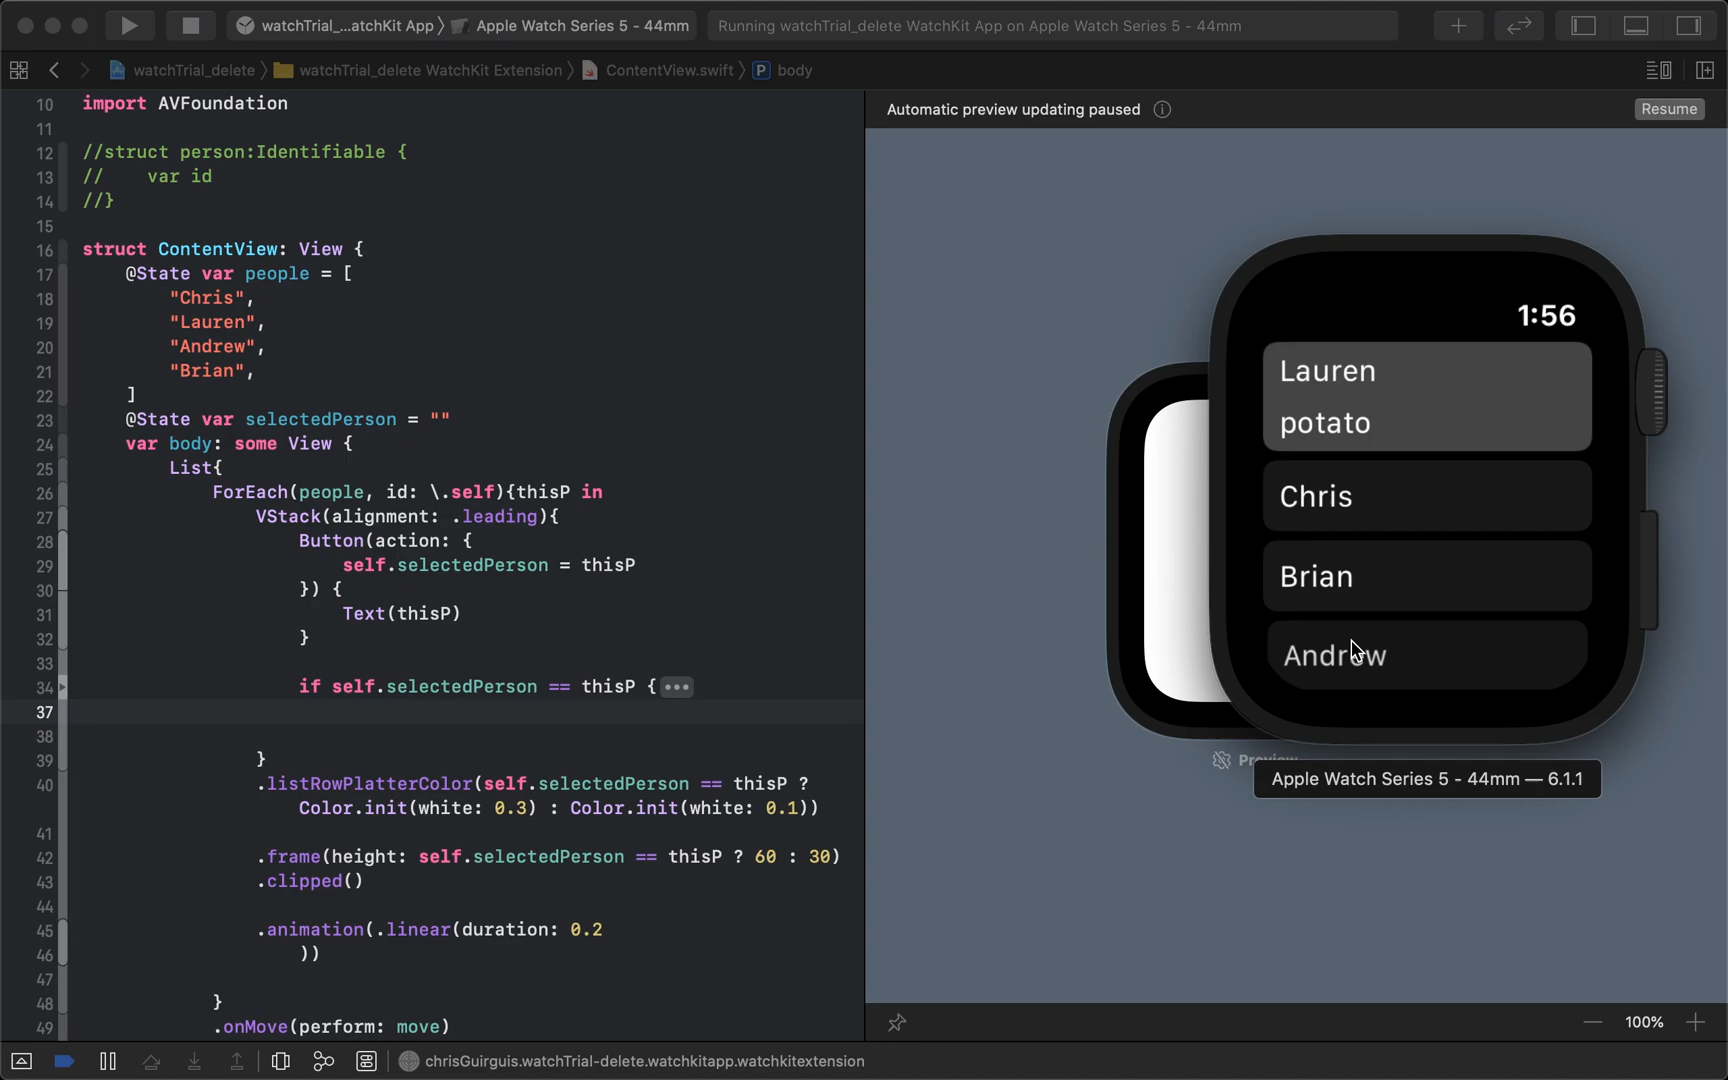 watchTrial_...atchKit App 〉 Apple Watch Series 5 - 44mm
Running watchTrial_delete WatchKit App on Apple Watch Series 5 - 44mm
watchTrial_delete 〉 watchTrial_delete WatchKit Extension 〉 ContentView.swift 〉 P body
10 import AVFoundation
11
12 //struct person:Identifiable {
13 //    var id
14 //}
15
16 struct ContentView: View {
17     @State var people = [
18         "Chris",
19         "Lauren",
20         "Andrew",
21         "Brian",
22     ]
23     @State var selectedPerson = ""
24     var body: some View {
25         List{
26             ForEach(people, id: \.self){thisP in
27                 VStack(alignment: .leading){
28                     Button(action: {
29                         self.selectedPerson = thisP
30                     }) {
31                         Text(thisP)
32                     }
33
34                     if self.selectedPerson == thisP {•••
37
38
39                 }
40                 .listRowPlatterColor(self.selectedPerson == thisP ?
                    Color.init(white: 0.3) : Color.init(white: 0.1))
41
42                 .frame(height: self.selectedPerson == thisP ? 60 : 30)
43                 .clipped()
44
45                 .animation(.linear(duration: 0.2
46                     ))
47
48             }
49             .onMove(perform: move)
Automatic preview updating paused
Resume
1:56
Lauren
potato
Chris
Brian
Andrew
Preview
Apple Watch Series 5 - 44mm — 6.1.1
100%
chrisGuirguis.watchTrial-delete.watchkitapp.watchkitextension